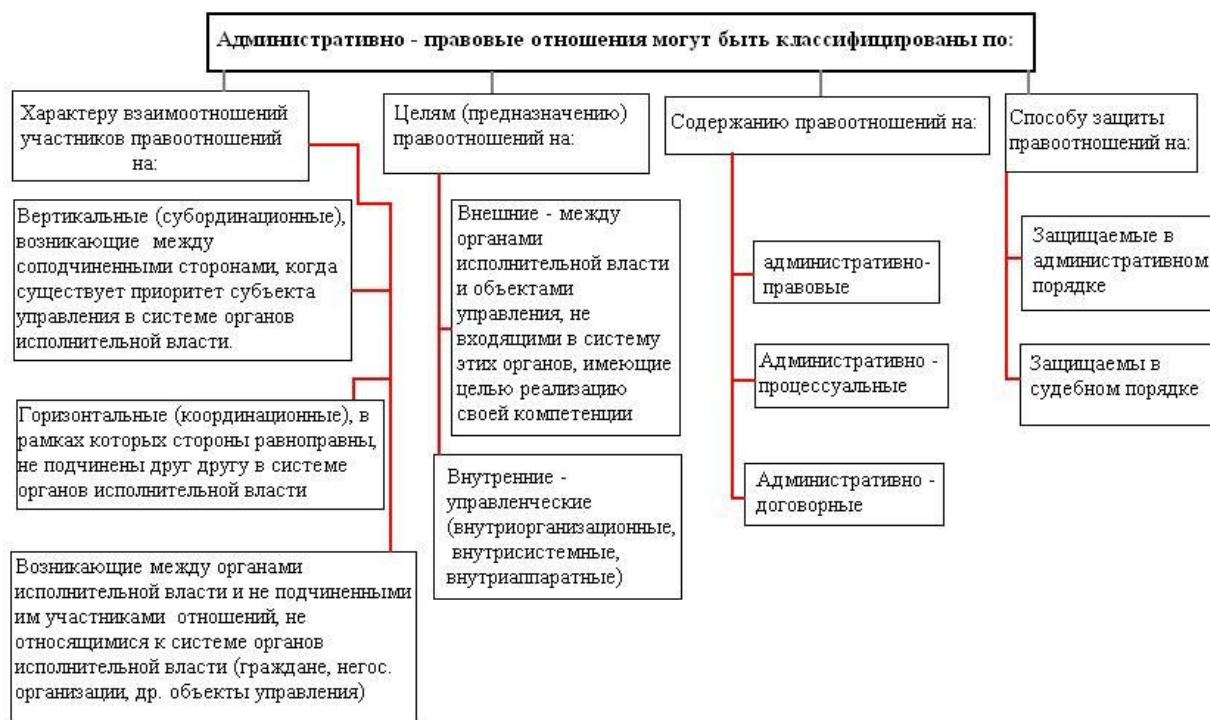 Административно - правовые отношения могут быть классифицированы по:
Характеру взаимоотношений
участников правоотношений
на:
Вертикальные (субординационные),
возникающие между
соподчиненными сторонами, когда
существует приоритет субъекта
управления в системе органов
исполнительной власти.
Горизонтальные (координационные), в
рамках которых стороны равноправны,
не подчинены друг другу в системе
органов исполнительной власти
Возникающие между органами
исполнительной власти и не подчиненными
им участниками отношений, не
относящимися к системе органов
исполнительной власти (граждане, негос.
организации, др. объекты управления)
Целям (предназначению)
правоотношений на:
Внешние - между
органами
исполнительной власти
и объектами
управления, не
входящими в систему
этих органов, имеющие
целью реализацию
своей компетенции
Внутренние -
управленческие
(внутриорганизационные,
внутрисистемные,
внутриаппаратные)
Содержанию правоотношений на:
административно-
правовые
Административно -
процессуальные
Административно -
договорные
Способу защиты
правоотношений на:
Защищаемые в
административном
порядке
Защищаемы в
судебном порядке